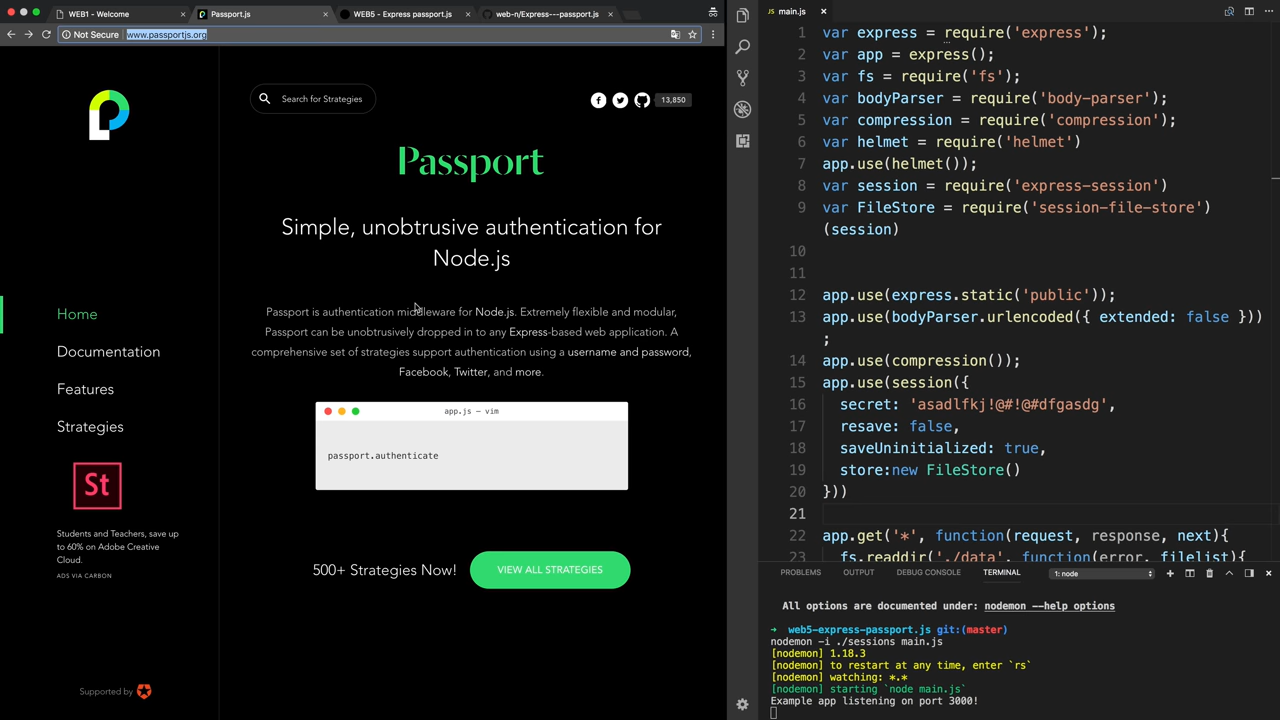 WEB1 - Welcome
Passport.js
WEB5 - Express passport.js
web-n/Express---passport.js
Not Secure
www.passportjs.org
Search for Strategies
13,850
Passport
Simple, unobtrusive authentication for
Node.js
Passport is authentication middleware for Node.js. Extremely flexible and modular,
Passport can be unobtrusively dropped in to any Express-based web application. A
comprehensive set of strategies support authentication using a username and password,
Facebook, Twitter, and more.
app.js — vim
passport.authenticate
500+ Strategies Now!
VIEW ALL STRATEGIES
Home
Documentation
Features
Strategies
St
Students and Teachers, save up
to 60% on Adobe Creative
Cloud.
ADS VIA CARBON
Supported by
JS main.js
1 var express = require('express');
2 var app = express();
3 var fs = require('fs');
4 var bodyParser = require('body-parser');
5 var compression = require('compression');
6 var helmet = require('helmet')
7 app.use(helmet());
8 var session = require('express-session')
9 var FileStore = require('session-file-store')
(session)
10
11
12 app.use(express.static('public'));
13 app.use(bodyParser.urlencoded({ extended: false }))
;
14 app.use(compression());
15 app.use(session({
16 secret: 'asadlfkj!@#!@#dfgasdg',
17 resave: false,
18 saveUninitialized: true,
19 store:new FileStore()
20 }))
21
22 app.get('*', function(request, response, next){
23 fs.readdir('./data', function(error, filelist){
PROBLEMS OUTPUT DEBUG CONSOLE TERMINAL 1: node
All options are documented under: nodemon --help options
➜ web5-express-passport.js git:(master)
nodemon -i ./sessions main.js
[nodemon] 1.18.3
[nodemon] to restart at any time, enter `rs`
[nodemon] watching: *.*
[nodemon] starting `node main.js`
Example app listening on port 3000!